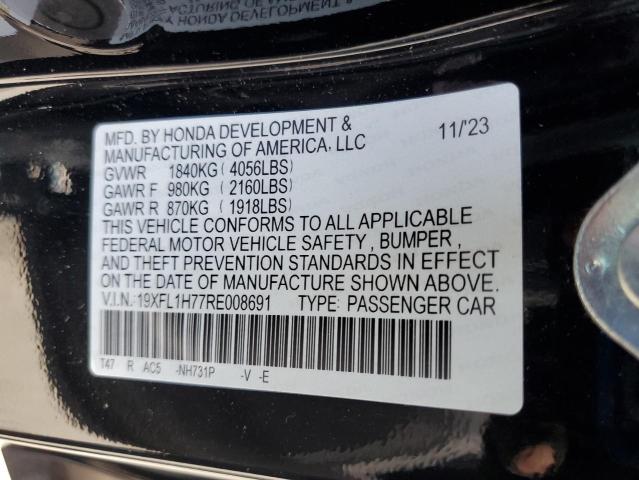 MFD. BY HONDA DEVELOPMENT &
MANUFACTURING OF AMERICA, LLC 11/'23
GVWR 1840KG (4056LBS)
GAWR F 980KG (2160LBS)
GAWR R 870KG (1918LBS)
THIS VEHICLE CONFORMS TO ALL APPLICABLE
FEDERAL MOTOR VEHICLE SAFETY , BUMPER ,
AND THEFT PREVENTION STANDARDS IN EFFECT
ON THE DATE OF MANUFACTURE SHOWN ABOVE.
V.I.N.:19XFL1H77RE008691 TYPE: PASSENGER CAR
T47 R AC5 -NH731P -V -E